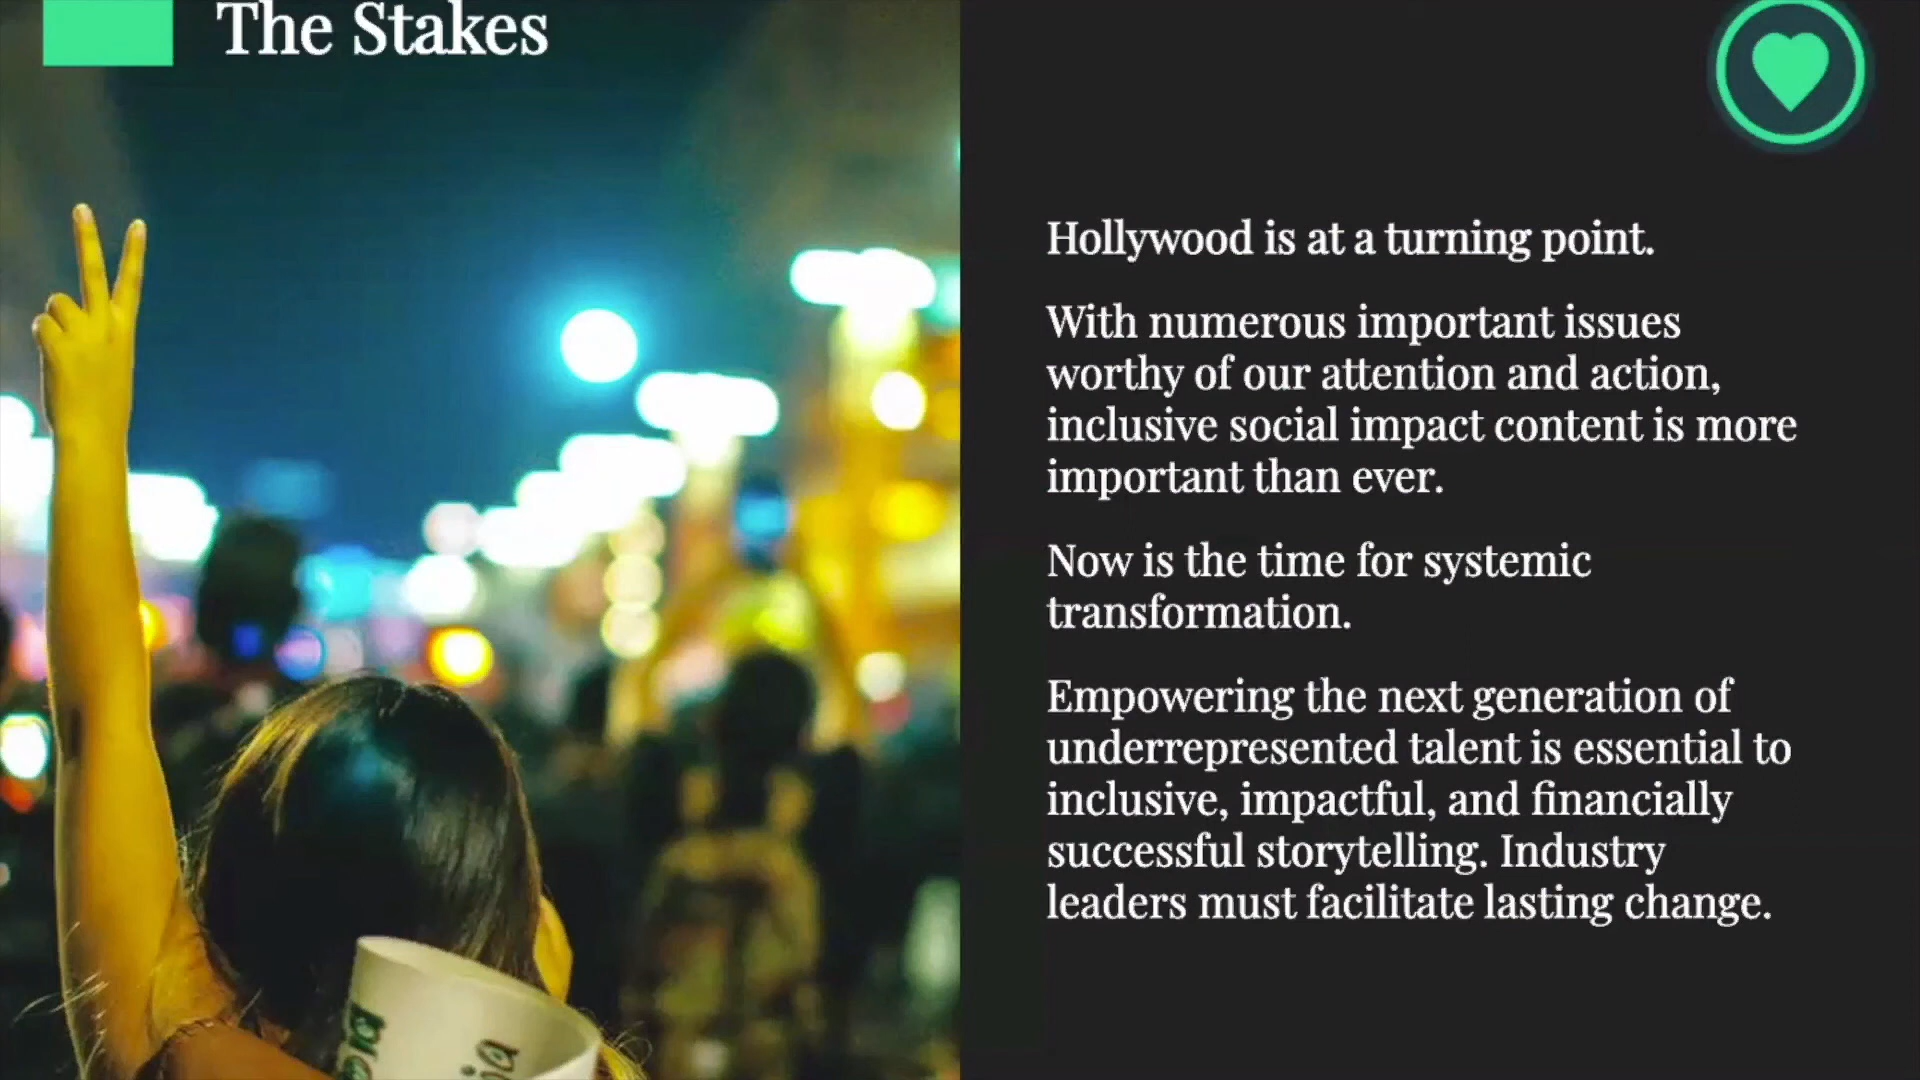 The Stakes
Hollywood is at a turning point.
With numerous important issues
worthy of our attention and action,
inclusive social impact content is more
important than ever.
Now is the time for systemic
transformation.
Empowering the next generation of
underrepresented talent is essential to
inclusive, impactful, and financially
successful storytelling. Industry
leaders must facilitate lasting change.